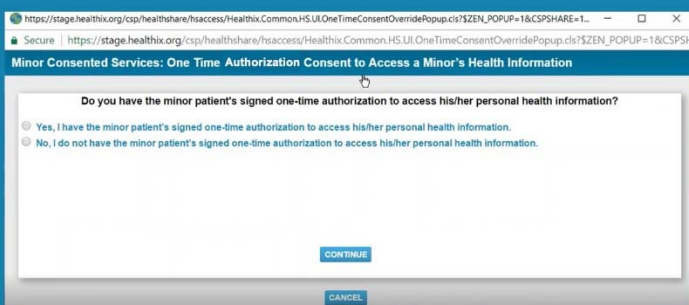 https://stage.healthix.org/csp/healthshare/hsaccess/Healthix.Common.HS.UI.OneTimeConsentOverridePopup.cls?$ZEN_POPUP=1&CSPSHARE=1...
Secure | https://stage.healthix.org/csp/healthshare/hsaccess/Healthix.Common.HS.UI.OneTimeConsentOverridePopup.cls?$ZEN_POPUP=1&CSPS
Minor Consented Services: One Time Authorization Consent to Access a Minor's Health Information
Do you have the minor patient's signed one-time authorization to access his/her personal health information?
Yes, I have the minor patient's signed one-time authorization to access his/her personal health information.
No, I do not have the minor patient's signed one-time authorization to access his/her personal health information.
CONTINUE
CANCEL